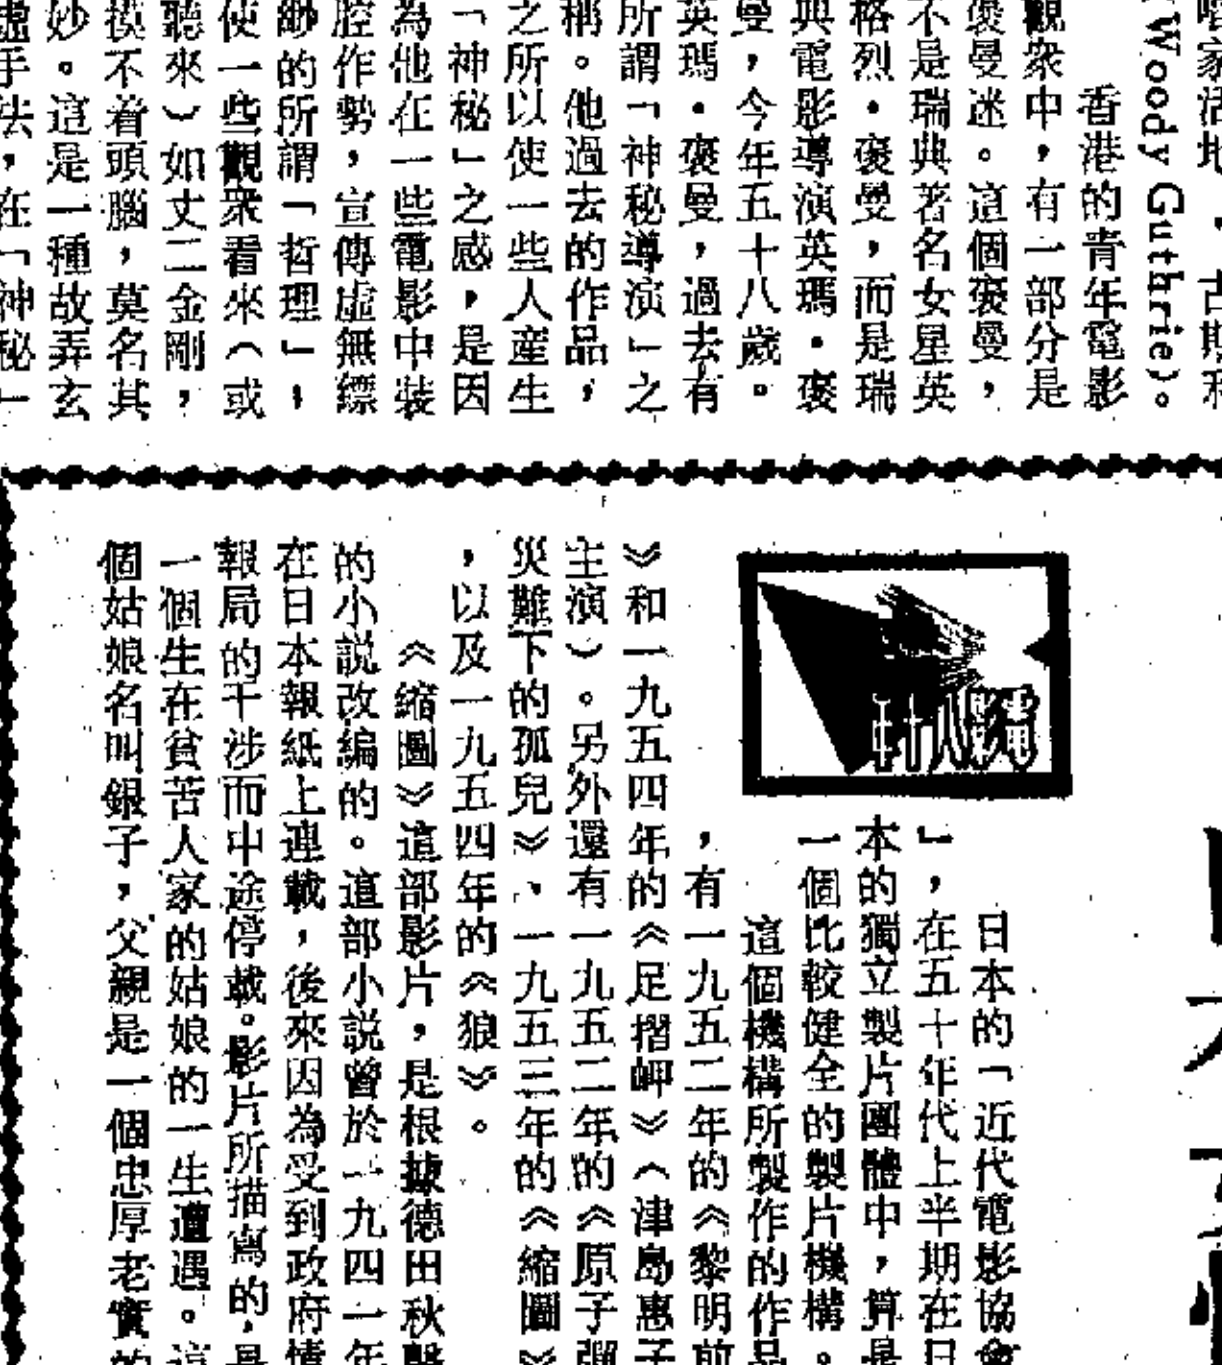 家活地·古斯利
(Woody Guthrie)。
香港的青年電影
觀衆中,有一部分是
褒曼迷。這個褒曼,
不是瑞典著名女星英
格烈·褒曼,而是瑞
典電影導演英瑪·褒
曼,今年五十八歲。
英瑪·褒曼,過去有
所謂「神秘導演」之
稱。他過去的作品,
之所以使一些人産生
「神秘」之感,是因
為他在一些電影中裝
腔作勢,宣傳虛無縹
緲的所謂「哲理」,
使一些觀衆看來(或
聽來)如丈二金剛,
摸不着頭腦,莫名其
妙。這是一種故弄玄
虛手法,在「神秘」
電影八十年
日本的「近代電影協會
」,在五十年代上半期在日
本的獨立製片團體中,算是
一個比較健全的製片機構。
這個機構所製作的作品
,有一九五二年的《黎明前
》和一九五四年的《足摺岬》(津島惠子
主演)。另外還有一九五二年的《原子彈
災難下的孤兒》、一九五三年的《縮圖》
,以及一九五四年的《狼》。
《縮圖》這部影片,是根據德田秋聲
的小説改編的。這部小説曾於一九四一年
在日本報紙上連載,後來因為受到政府情
報局的干涉而中途停載。影片所描寫的,是
一個生在貧苦人家的姑娘的一生遭遇。這
個姑娘名叫銀子,父親是一個忠厚老實的